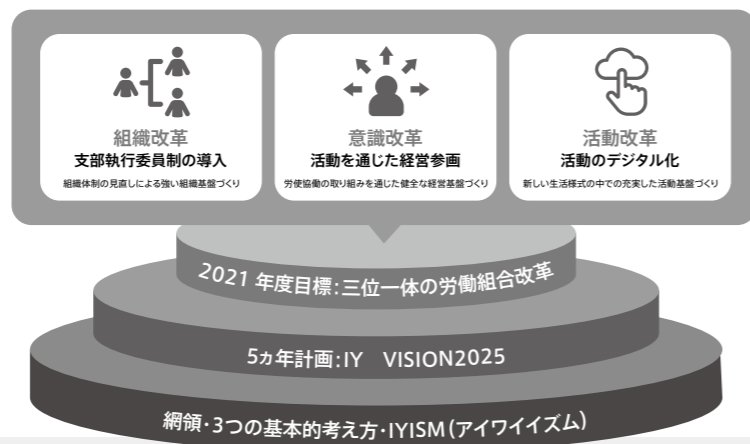 組織改革
支部執行委員制の導入
組織体制の見直しによる強い組織基盤づくり
意識改革
活動を通じた経営参画
労使協働の取り組みを通じた健全な経営基盤づくり
活動改革
活動のデジタル化
新しい生活様式の中での充実した活動基盤づくり
2021年度目標:三位一体の労働組合改革
5ヵ年計画:IY VISION2025
網領・3つの基本的考え方・IYISM(アイワイイズム)